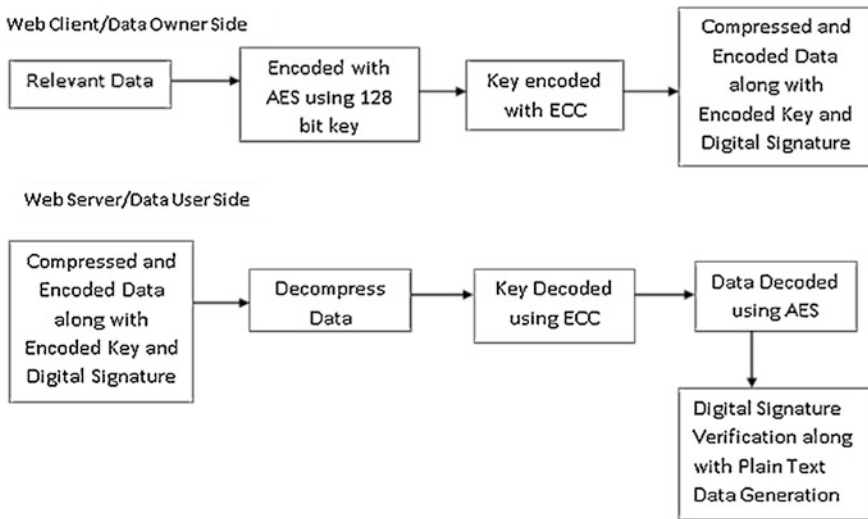 Web Client/Data Owner Side
Relevant Data
Encoded with
AES using 128
bit key
Key encoded
with ECC
Compressed and
Encoded Data
along with
Encoded Key and
Digital Signature
Web Server/Data User Side
Compressed and
Encoded Data
along with
Encoded Key and
Digital Signature
Decompress
Data
Key Decoded
using ECC
Data Decoded
using AES
Digital Signature
Verification along
with Plain Text
Data Generation